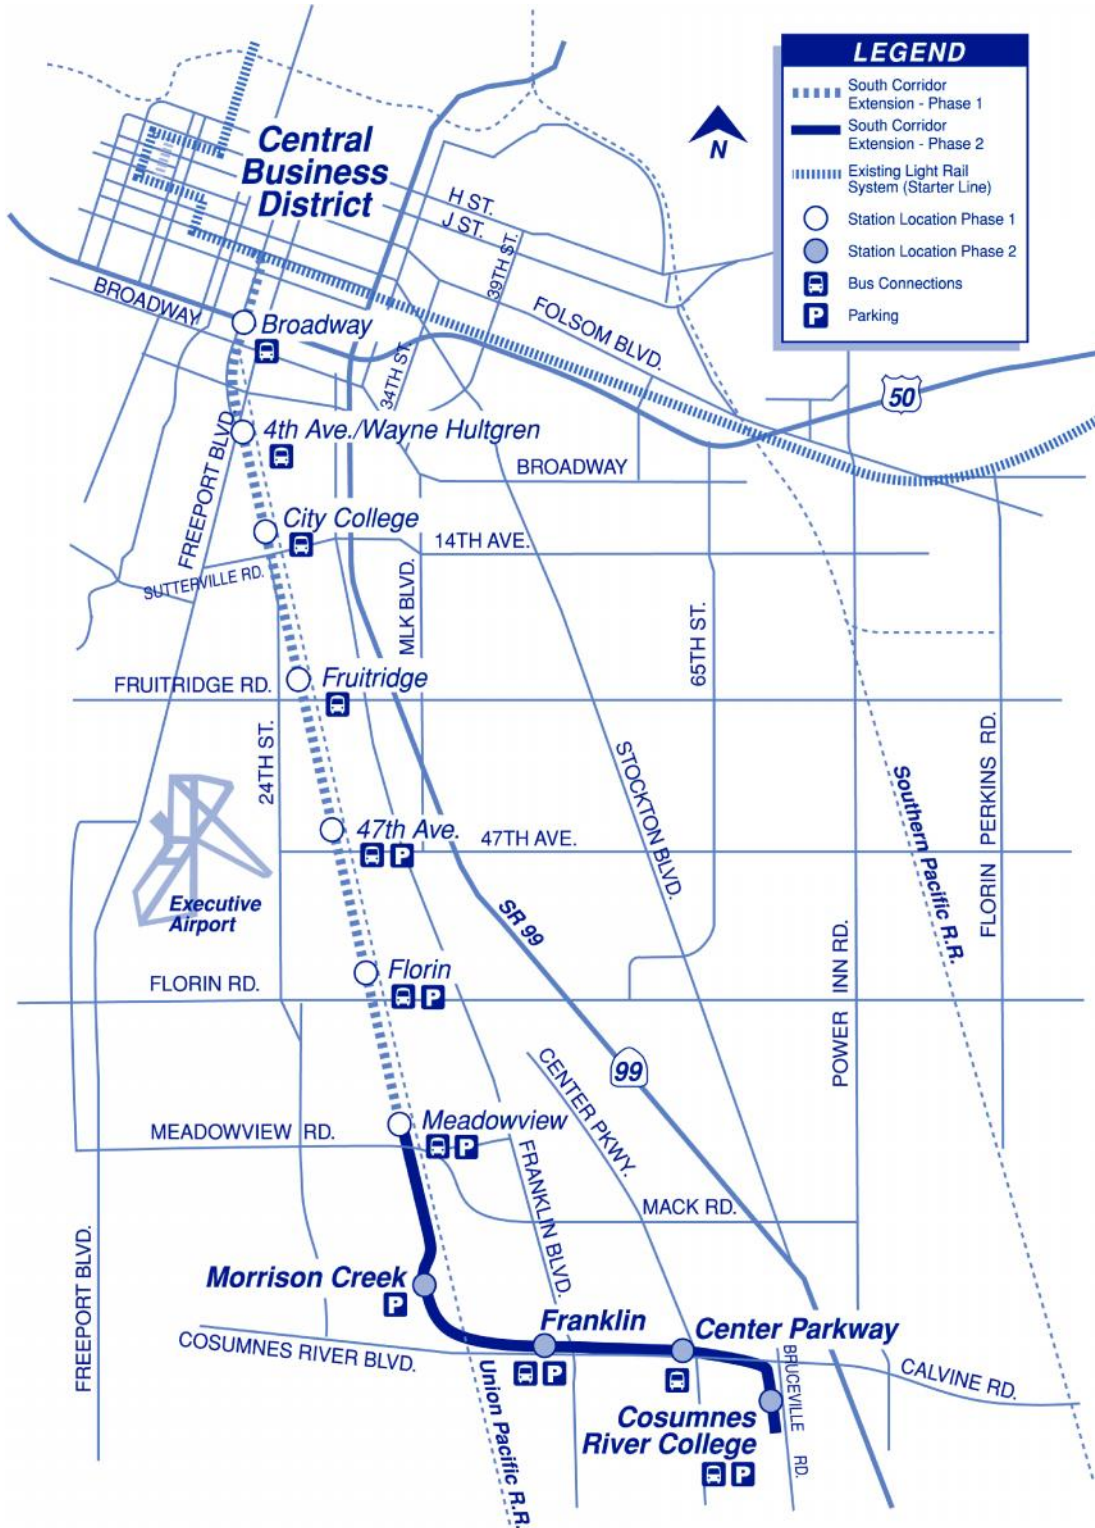 LEGEND
South Corridor
Extension - Phase 1
South Corridor
Extension - Phase 2
Existing Light Rail
System (Starter Line)
Station Location Phase 1
Station Location Phase 2
Bus Connections
P
Parking
N
Central
Business
District
H ST.
J ST.
39TH ST.
FOLSOM BLVD.
BROADWAY
Broadway
34TH ST.
50
FREEPORT BLVD.
4th Ave./Wayne Hultgren
BROADWAY
City College
14TH AVE.
SUTTERVILLE RD.
MLK BLVD.
65TH ST.
Fruitridge
FRUITRIDGE RD.
24TH ST.
STOCKTON BLVD.
Southern Pacific R.R.
FLORIN PERKINS RD.
47th Ave.
47TH AVE.
P
Executive
Airport
SR 99
POWER INN RD.
Florin
FLORIN RD.
P
99
CENTER PKWY.
Meadowview
MEADOWVIEW RD.
P
FRANKLIN BLVD.
MACK RD.
FREEPORT BLVD.
Morrison Creek
P
Franklin
P
Center Parkway
COSUMNES RIVER BLVD.
Union Pacific R.R.
BRUCEVILLE RD.
CALVINE RD.
Cosumnes
River College
P